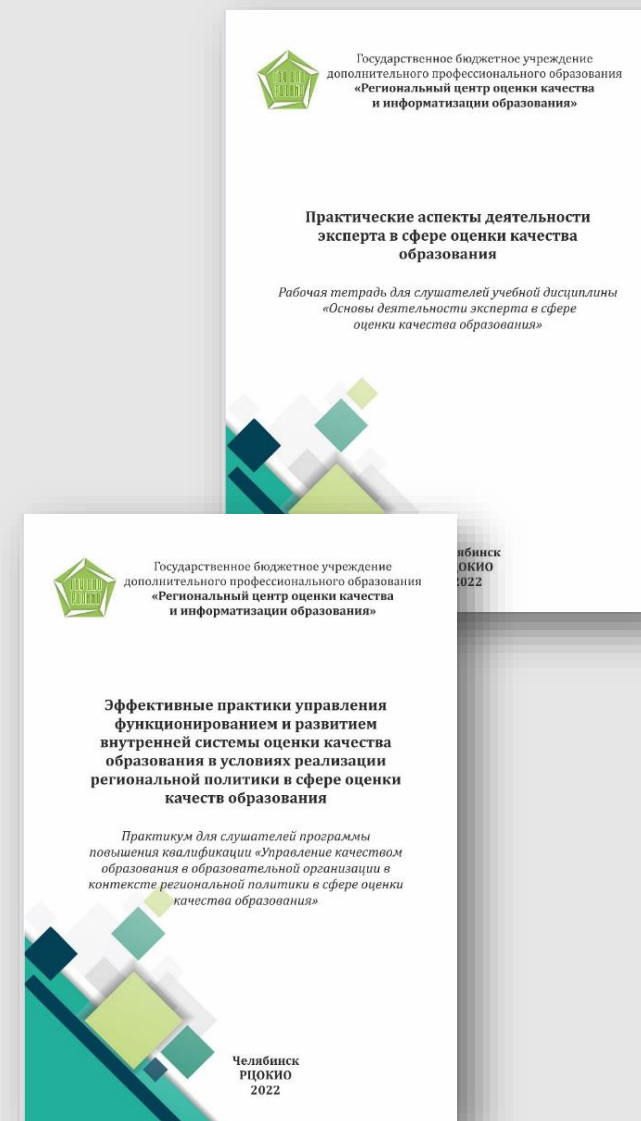 Государственное бюджетное учреждение
дополнительного профессионального образования
«Региональный центр оценки качества
и информатизации образования»
Практические аспекты деятельности
эксперта в сфере оценки качества
образования
Рабочая тетрадь для слушателей учебной дисциплины
«Основы деятельности эксперта в сфере
оценки качества образования»
2022
Государственное бюджетное учреждение
дополнительного профессионального образования
«Региональный центр оценки качества
и информатизации образования»
Эффективные практики управления
функционированием и развитием
внутренней системы оценки качества
образования в условиях реализации
региональной политики в сфере оценки
качеств образования
Практикум для слушателей программы
повышения квалификации «Управление качеством
образования в образовательной организации в
контексте региональной политики в сфере оценки
качества образования»
Челябинск
РЦОКИО
2022